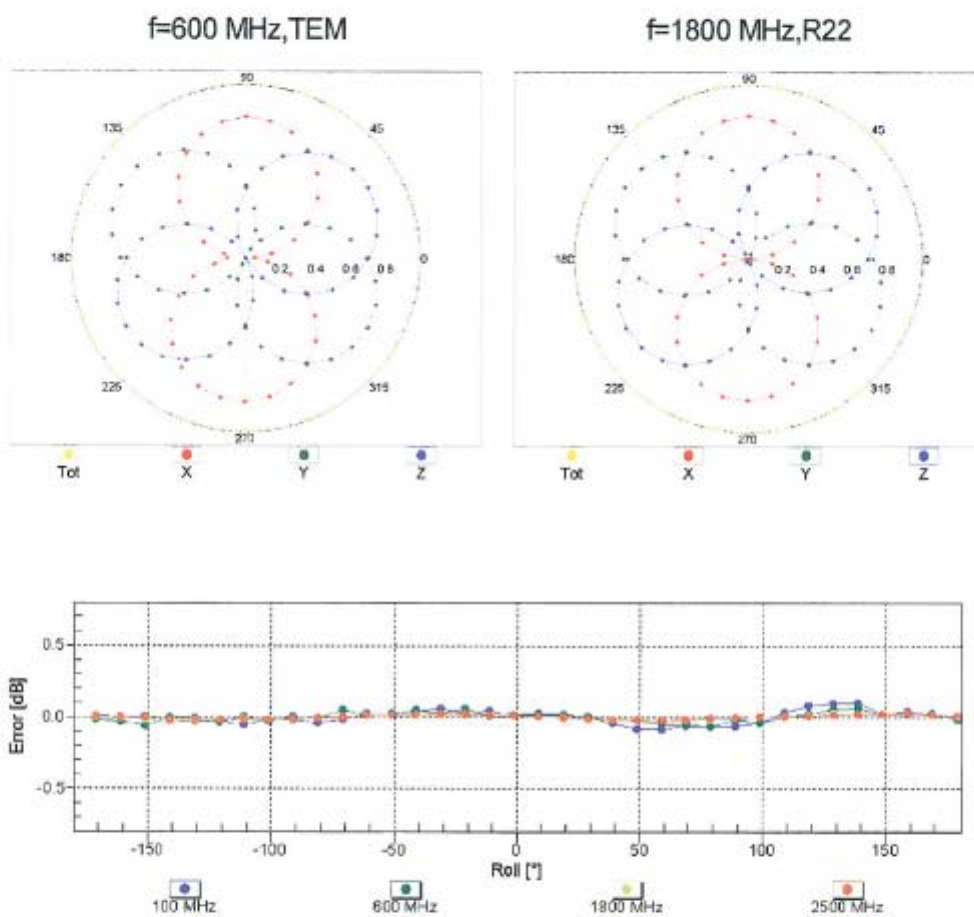 f=600 MHz,TEM
f=1800 MHz,R22
90
135
45
180
0.2 0.4 0.6 0.8
0
225
315
270
Tot X Y Z
90
135
45
180
0.2 0.4 0.6 0.8
0
225
315
270
Tot X Y Z
Error [dB]
0.5
0.0
-0.5
-150 -100 -50 0 50 100 150
Roll [°]
100 MHz 600 MHz 1800 MHz 2500 MHz